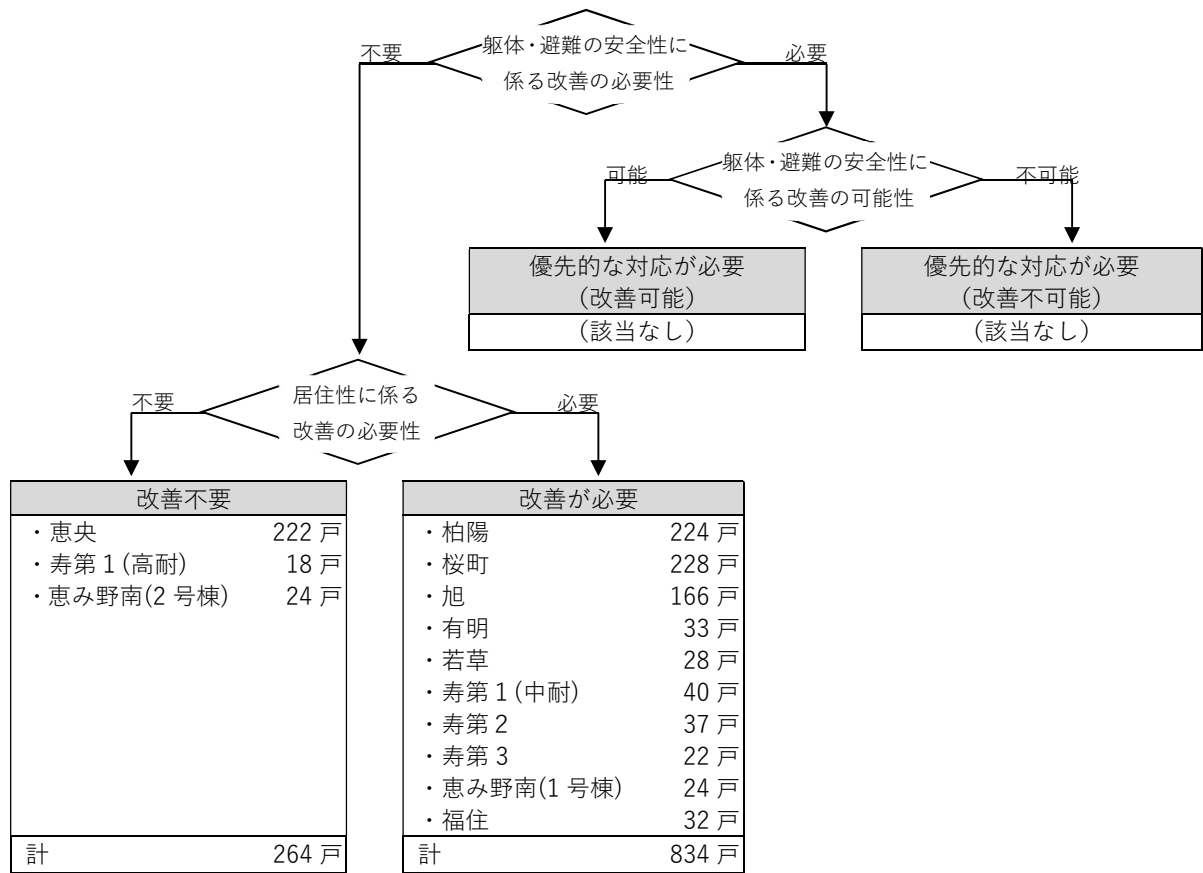 躯体・避難の安全性に
係る改善の必要性
不要
必要
躯体・避難の安全性に
係る改善の可能性
可能
不可能
優先的な対応が必要
(改善可能)
(該当なし)
優先的な対応が必要
(改善不可能)
(該当なし)
居住性に係る
改善の必要性
不要
必要
改善不要
・恵央 222 戸
・寿第1(高耐) 18 戸
・恵み野南(2 号棟) 24 戸
計 264 戸
改善が必要
・柏陽 224 戸
・桜町 228 戸
・旭 166 戸
・有明 33 戸
・若草 28 戸
・寿第1(中耐) 40 戸
・寿第2 37 戸
・寿第3 22 戸
・恵み野南(1 号棟) 24 戸
・福住 32 戸
計 834 戸